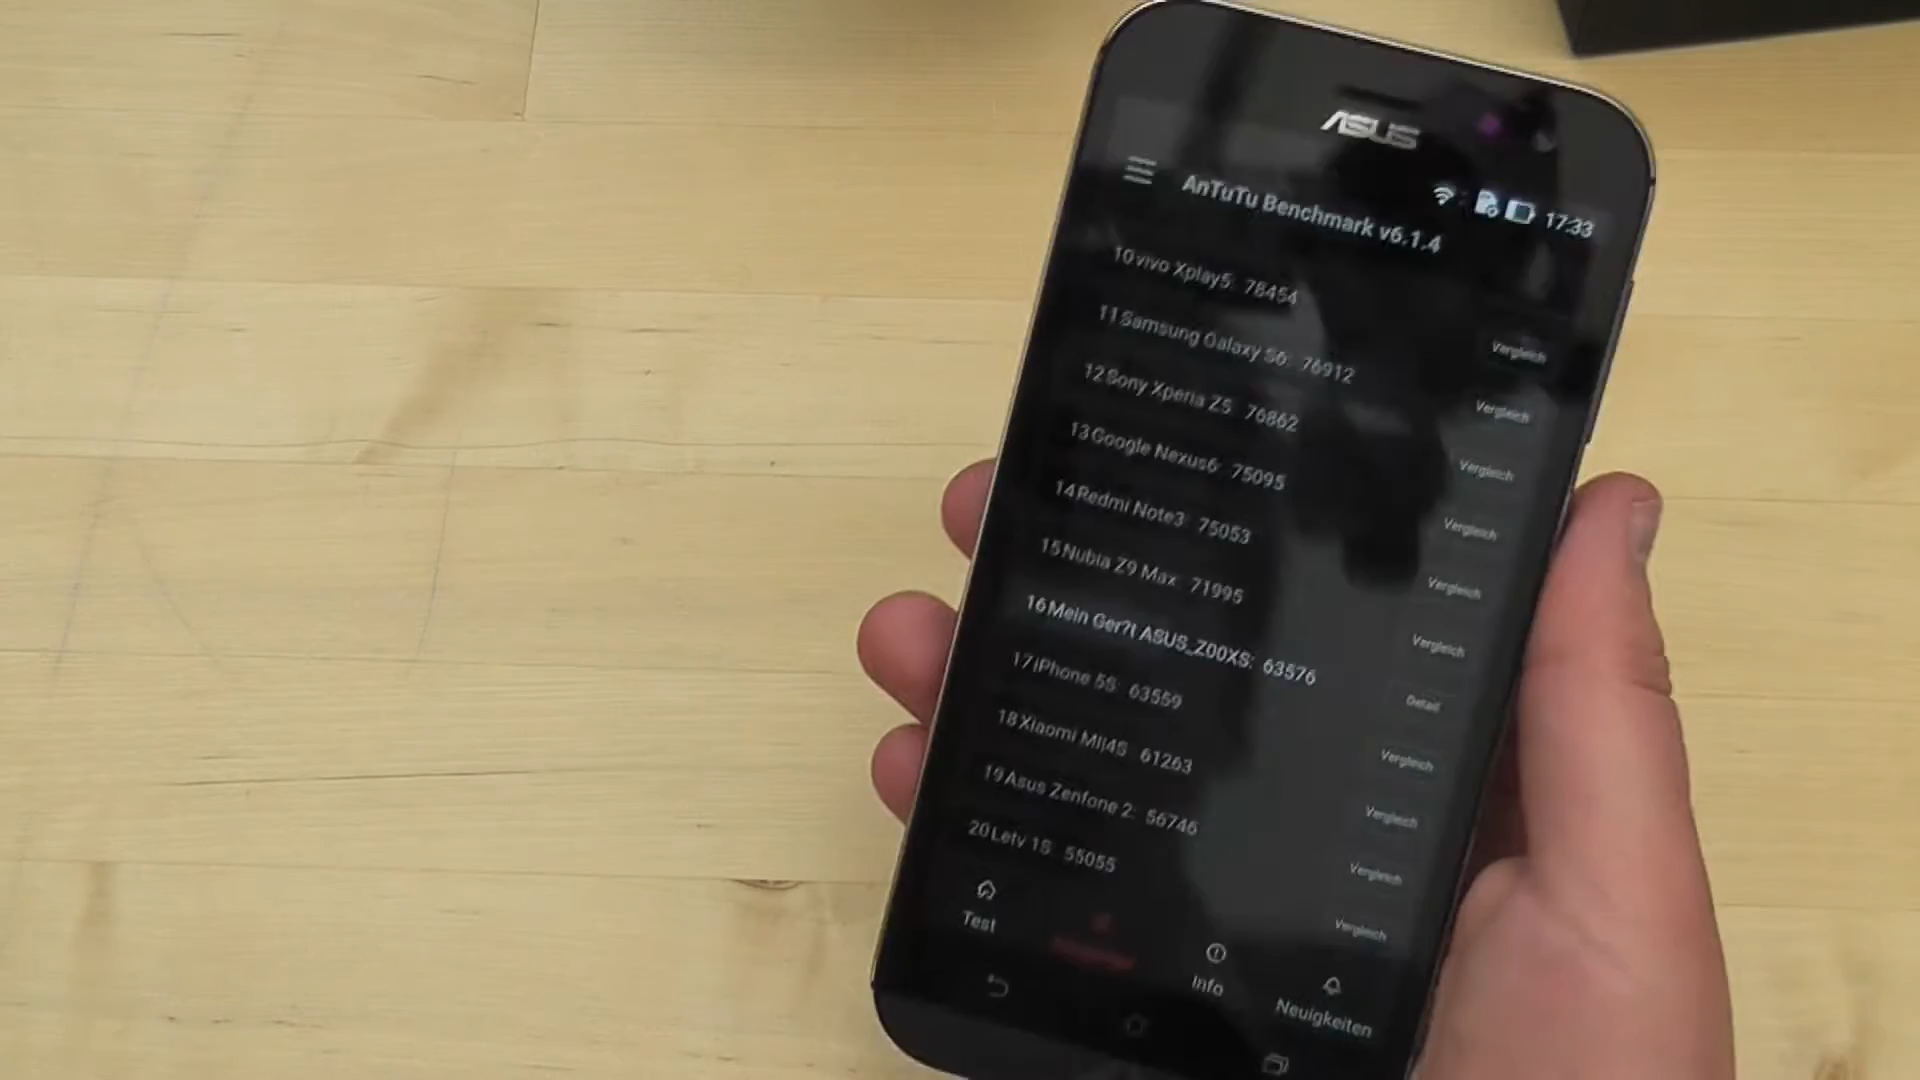 ASUS
17:33
AnTuTu Benchmark v6.1.4
10 vivo Xplay5: 78454
Vergleich
11 Samsung Galaxy S6: 76912
Vergleich
12 Sony Xperia Z5: 76862
Vergleich
13 Google Nexus6: 75095
Vergleich
14 Redmi Note3: 75053
Vergleich
15 Nubia Z9 Max: 71995
Vergleich
16 Mein Ger?t ASUS_Z00XS: 63576
Detail
17 iPhone 5S: 63559
Vergleich
18 Xiaomi MI4S: 61263
Vergleich
19 Asus Zenfone 2: 56746
Vergleich
20 Letv 1S: 55055
Vergleich
Test
Info
Neuigkeiten